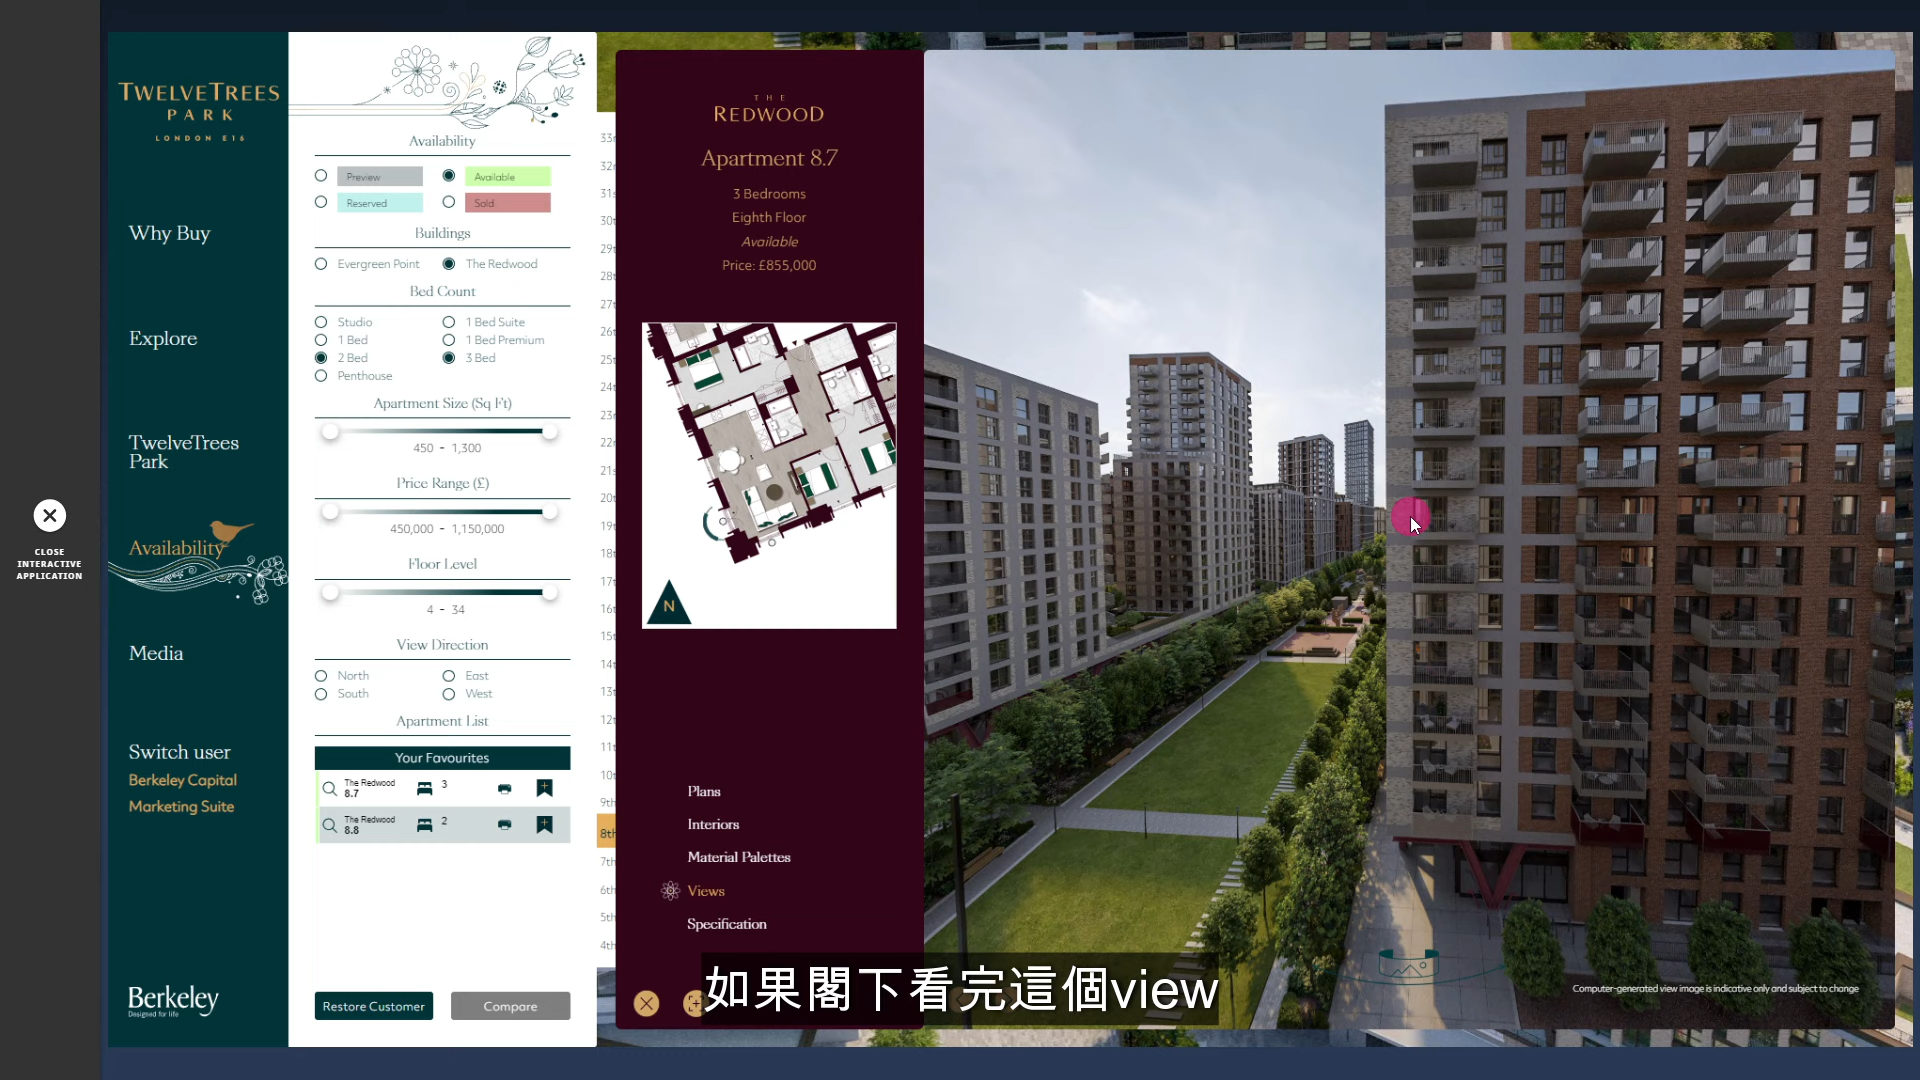 CLOSE
INTERACTIVE
APPLICATION
TWELVETREES
PARK
LONDON E16
Why Buy
Explore
TwelveTrees
Park
Availability
Media
Switch user
Berkeley Capital
Marketing Suite
Berkeley
Designed for life
Availability
Preview
Available
Reserved
Sold
Buildings
Evergreen Point
The Redwood
Bed Count
Studio
1 Bed Suite
1 Bed
1 Bed Premium
2 Bed
3 Bed
Penthouse
Apartment Size (Sq Ft)
450 - 1,300
Price Range (£)
450,000 - 1,150,000
Floor Level
4 - 34
View Direction
North
East
South
West
Apartment List
Your Favourites
The Redwood
8.7
3
The Redwood
8.8
2
Restore Customer
Compare
THE
REDWOOD
Apartment 8.7
3 Bedrooms
Eighth Floor
Available
Price: £855,000
N
Plans
Interiors
Material Palettes
Views
Specification
如果閣下看完這個view
Computer-generated view image is indicative only and subject to change